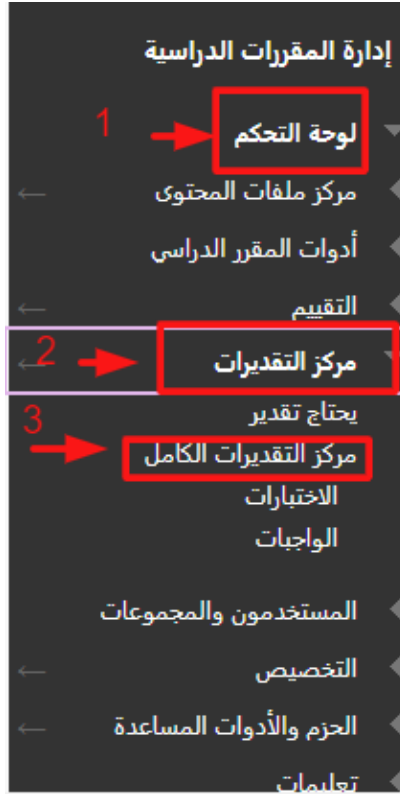 إدارة المقررات الدراسية
1 لوحة التحكم
مركز ملفات المحتوى
أدوات المقرر الدراسي
التقييم
2 مركز التقديرات
يحتاج تقدير
3 مركز التقديرات الكامل
الاختبارات
الواجبات
المستخدمون والمجموعات
التخصيص
الحزم والأدوات المساعدة
تعليمات